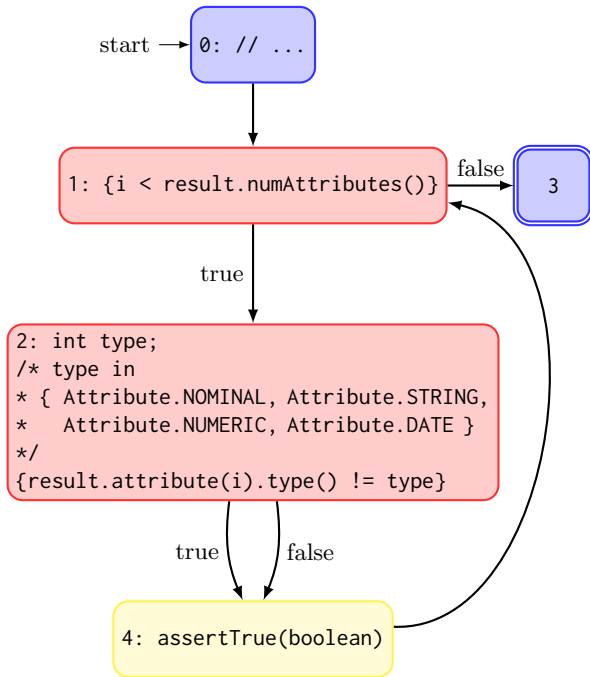 start
0: // ...
1: {i < result.numAttributes()}
false
3
true
2: int type;
/* type in
* { Attribute.NOMINAL, Attribute.STRING,
*   Attribute.NUMERIC, Attribute.DATE }
*/
{result.attribute(i).type() != type}
true
false
4: assertTrue(boolean)